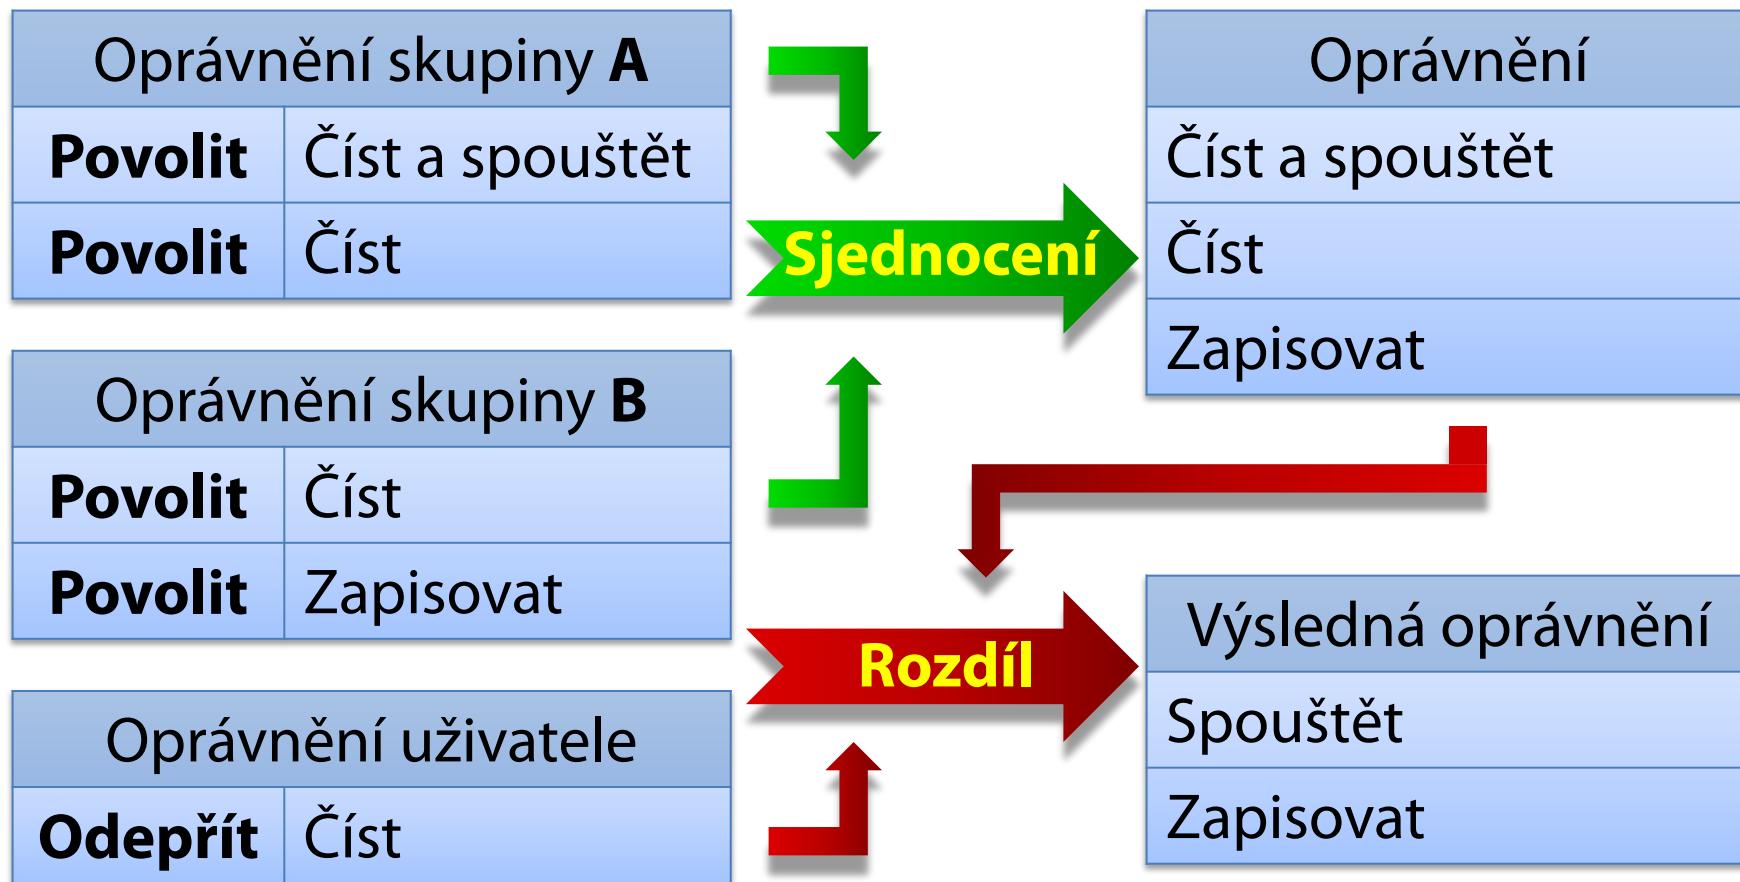 Oprávnění skupiny A
Povolit Číst a spouštět
Povolit Číst
Oprávnění skupiny B
Povolit Číst
Povolit Zapisovat
Oprávnění uživatele
Odepřít Číst
Sjednocení
Rozdíl
Oprávnění
Číst a spouštět
Číst
Zapisovat
Výsledná oprávnění
Spouštět
Zapisovat